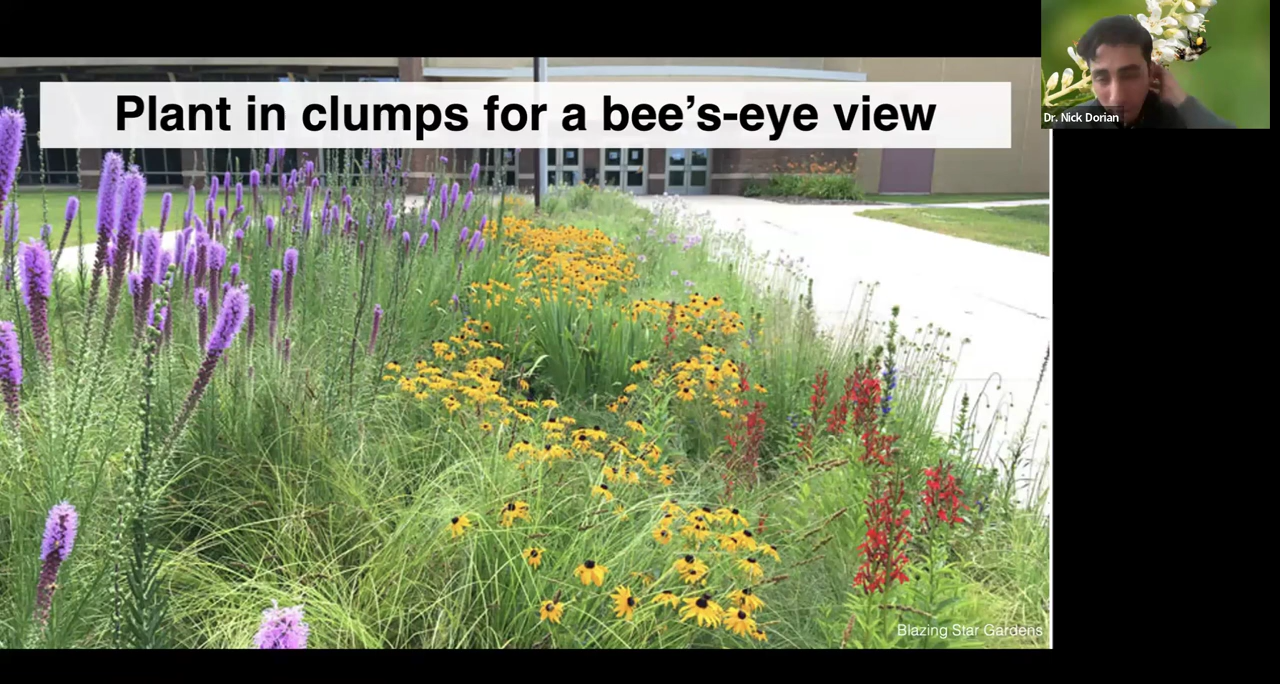 Plant in clumps for a bee’s-eye view
Dr. Nick Dorian
Blazing Star Gardens